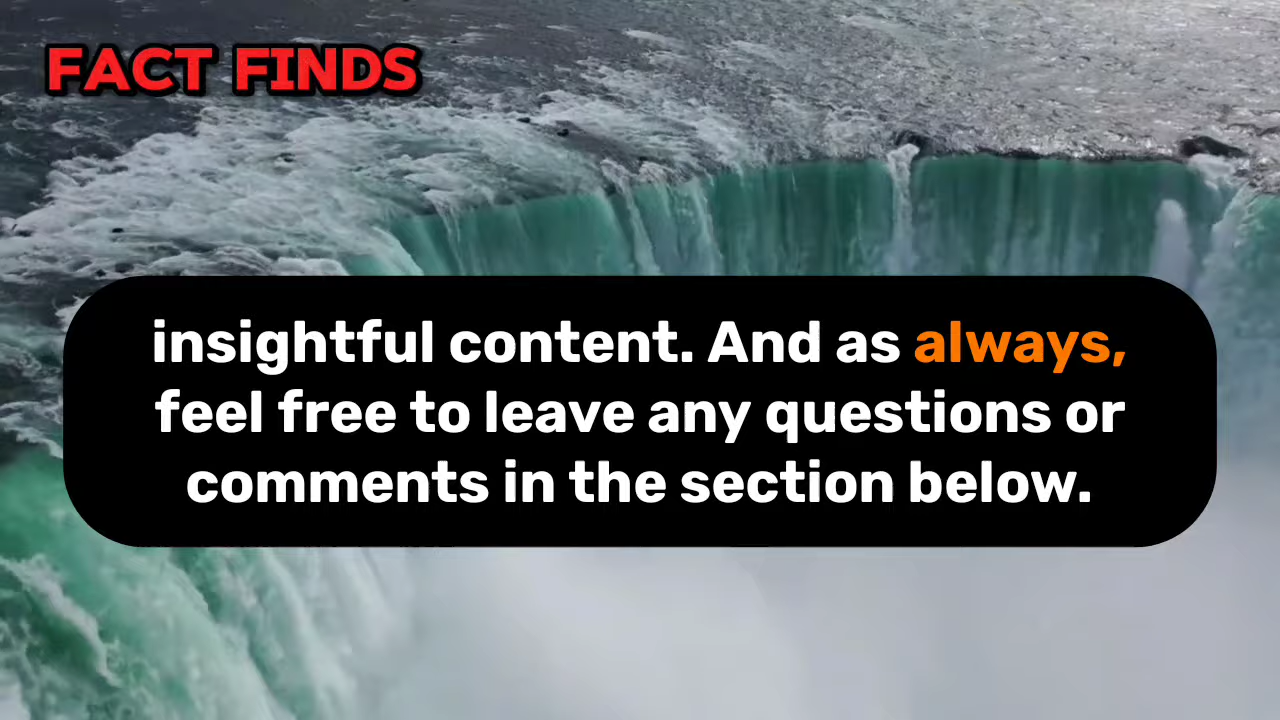 FACT FINDS
insightful content. And as always,
feel free to leave any questions or
comments in the section below.